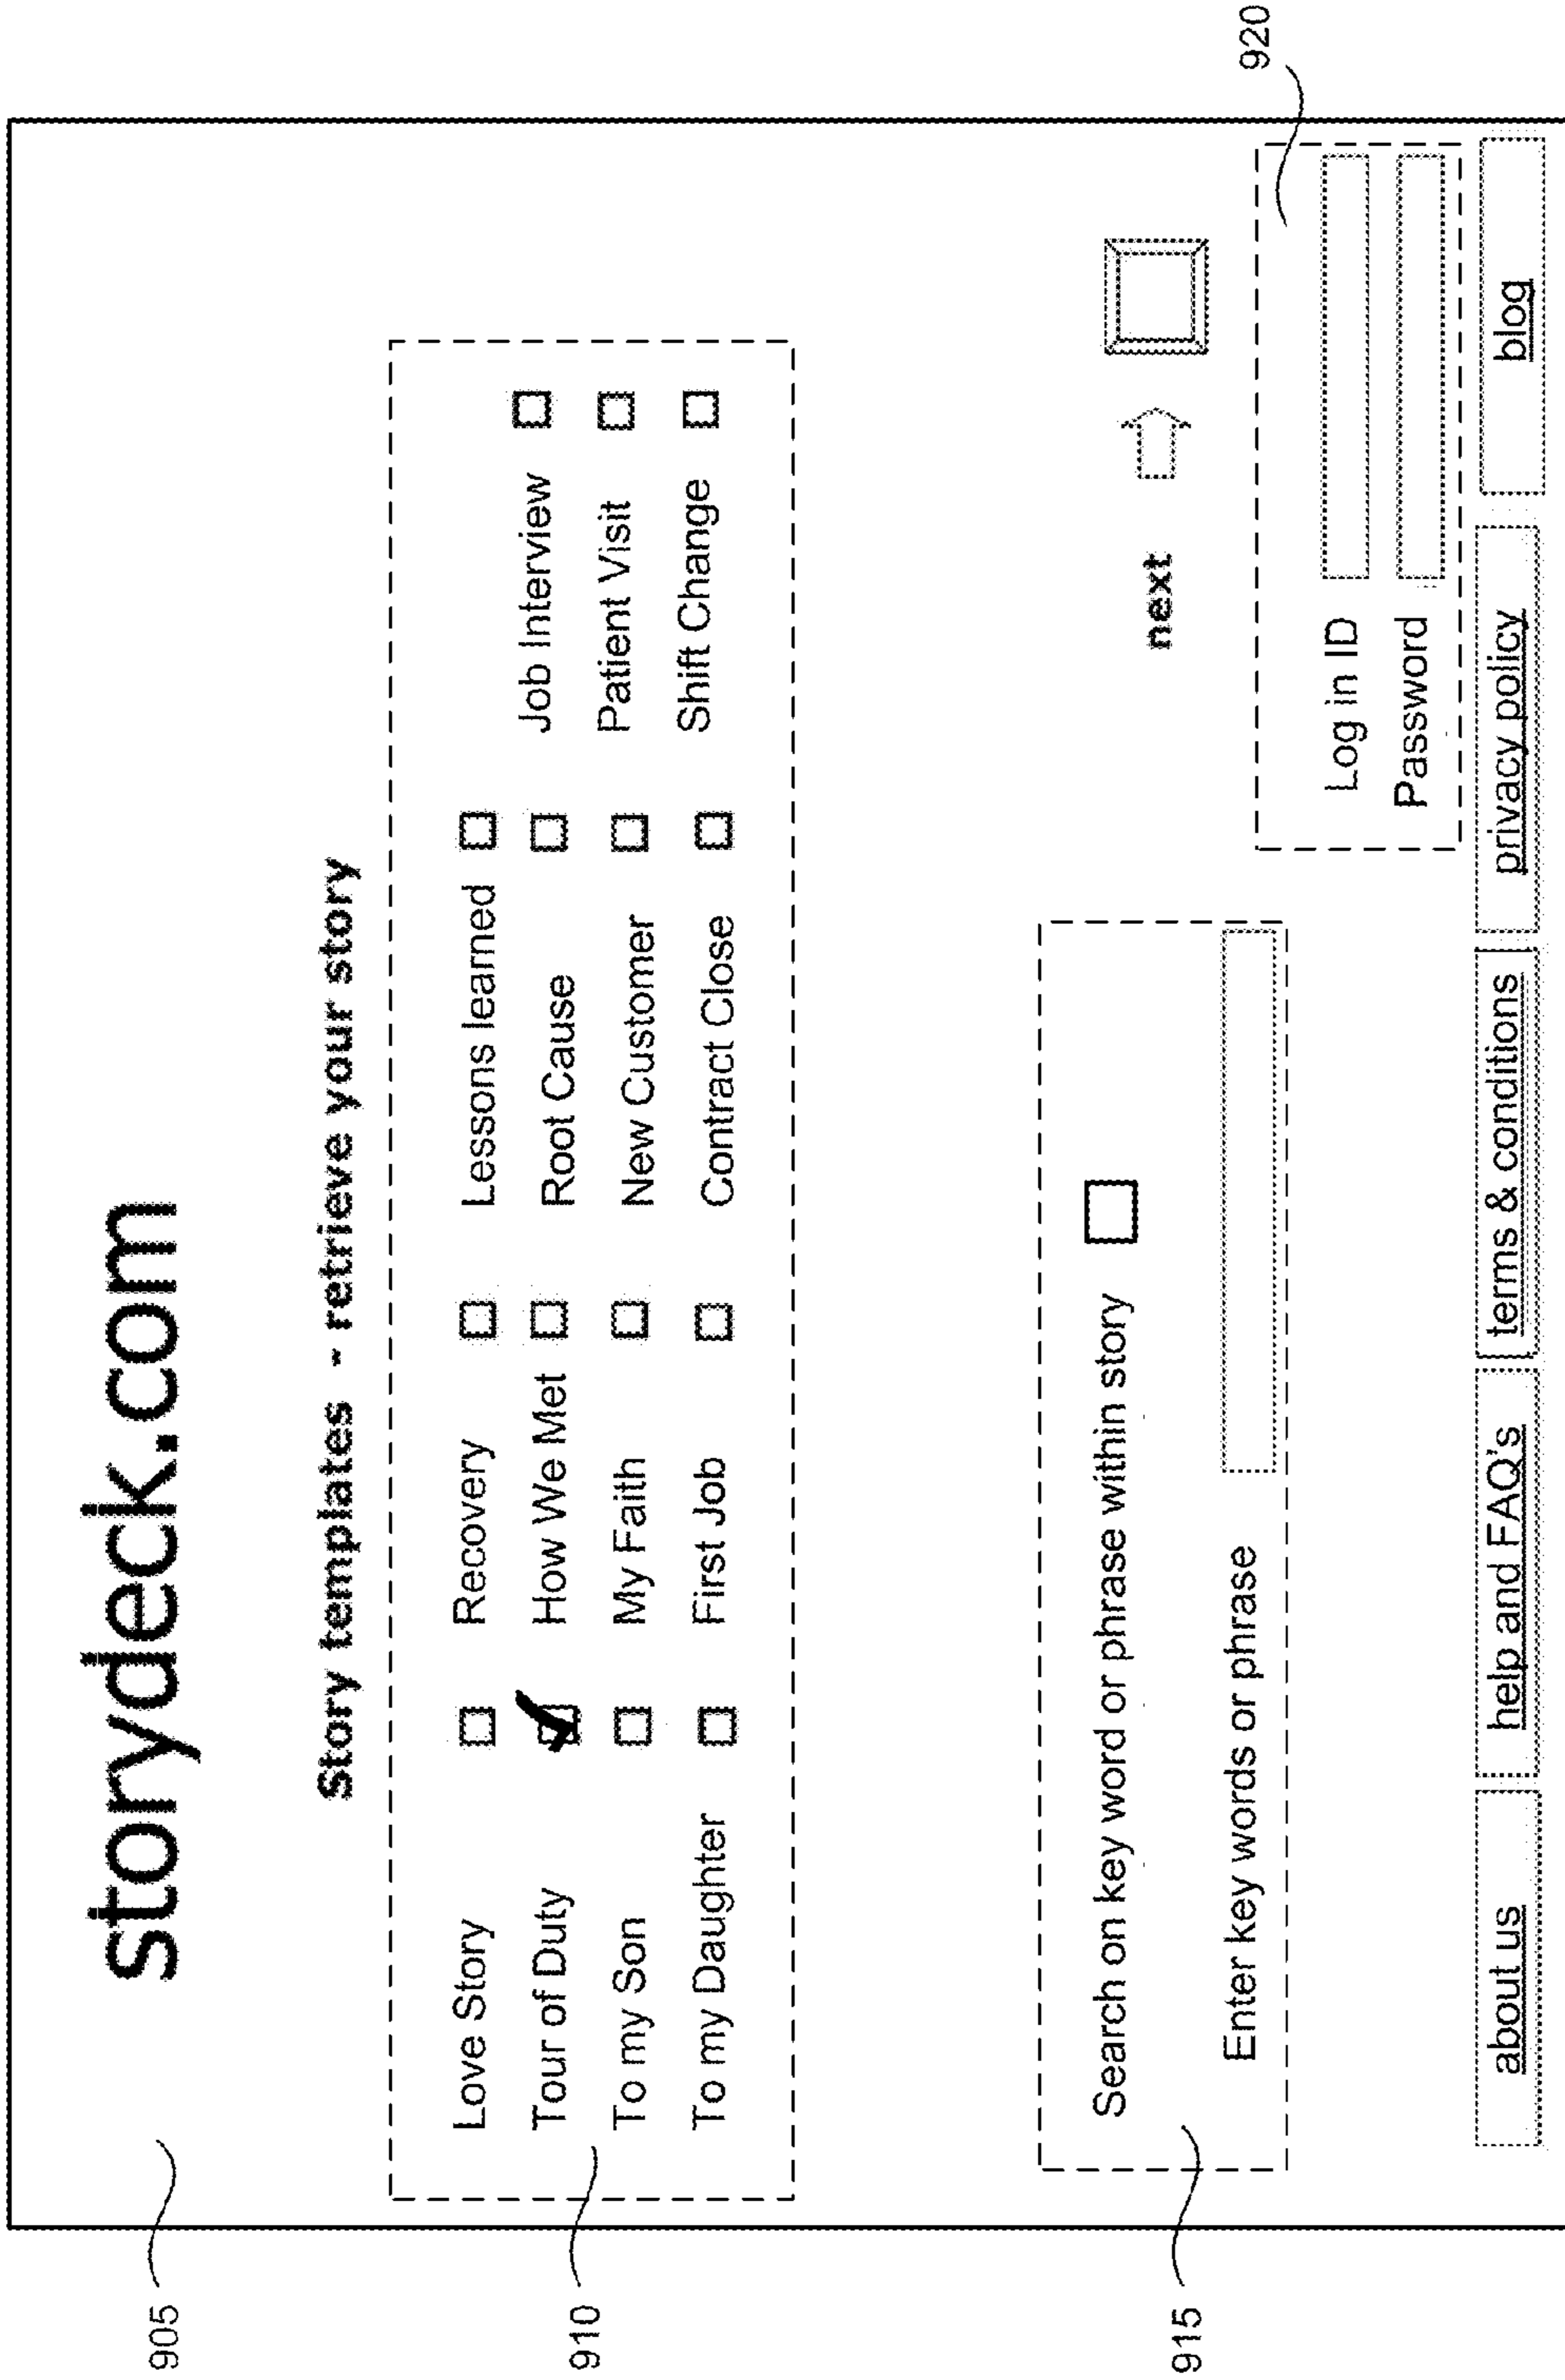 905
storydeck.com
Story templates - retrieve your story
910
Love Story Recovery Lessons learned
Tour of Duty How We Met Root Cause Job Interview
To my Son My Faith New Customer Patient Visit
To my Daughter First Job Contract Close Shift Change
915
Search on key word or phrase within story
next
Enter key words or phrase
920
Log in ID
Password
about us help and FAQ's terms & conditions privacy policy blog